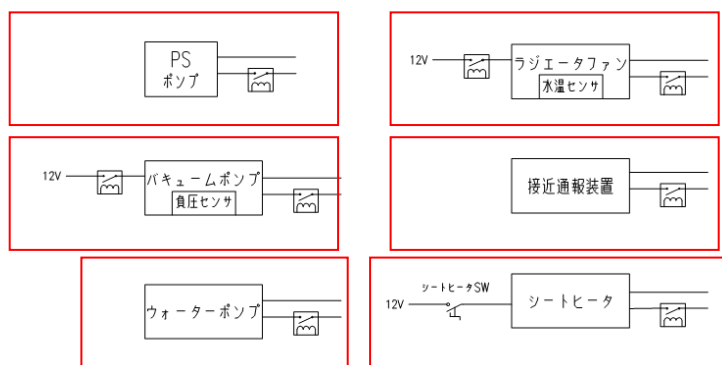 PS
ポンプ
12V
ラジエータファン
水温センサ
12V
バキュームポンプ
負圧センサ
接近通報装置
ウォーターポンプ
シートヒータSW
12V
シートヒータ